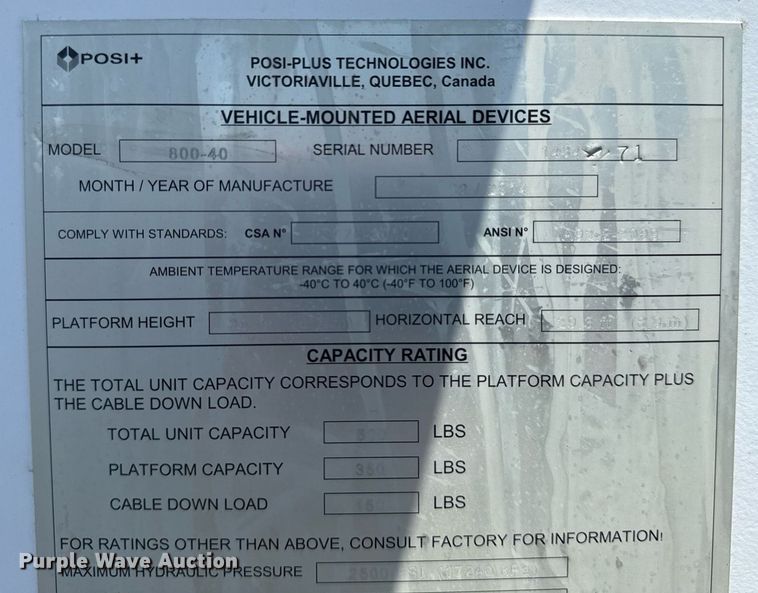 POSI+
POSI-PLUS TECHNOLOGIES INC.
VICTORIAVILLE, QUEBEC, Canada
VEHICLE-MOUNTED AERIAL DEVICES
MODEL 800-40 SERIAL NUMBER 71
MONTH / YEAR OF MANUFACTURE
COMPLY WITH STANDARDS: CSA N° ANSI N°
AMBIENT TEMPERATURE RANGE FOR WHICH THE AERIAL DEVICE IS DESIGNED:
-40°C TO 40°C (-40°F TO 100°F)
PLATFORM HEIGHT HORIZONTAL REACH
CAPACITY RATING
THE TOTAL UNIT CAPACITY CORRESPONDS TO THE PLATFORM CAPACITY PLUS
THE CABLE DOWN LOAD.
TOTAL UNIT CAPACITY LBS
PLATFORM CAPACITY 350 LBS
CABLE DOWN LOAD 150 LBS
FOR RATINGS OTHER THAN ABOVE, CONSULT FACTORY FOR INFORMATION!
Purple Wave Auction
MAXIMUM HYDRAULIC PRESSURE 2500